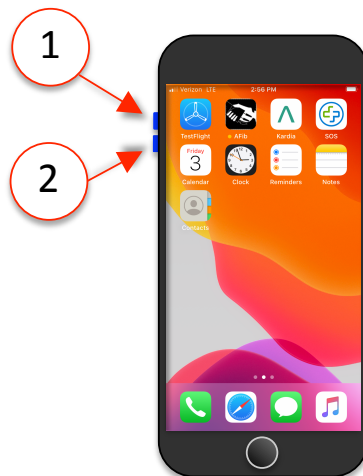 1
2
Verizon LTE 2:56 PM
TestFlight AFib Kardia SOS
Friday
3
Calendar Clock Reminders Notes
Contacts